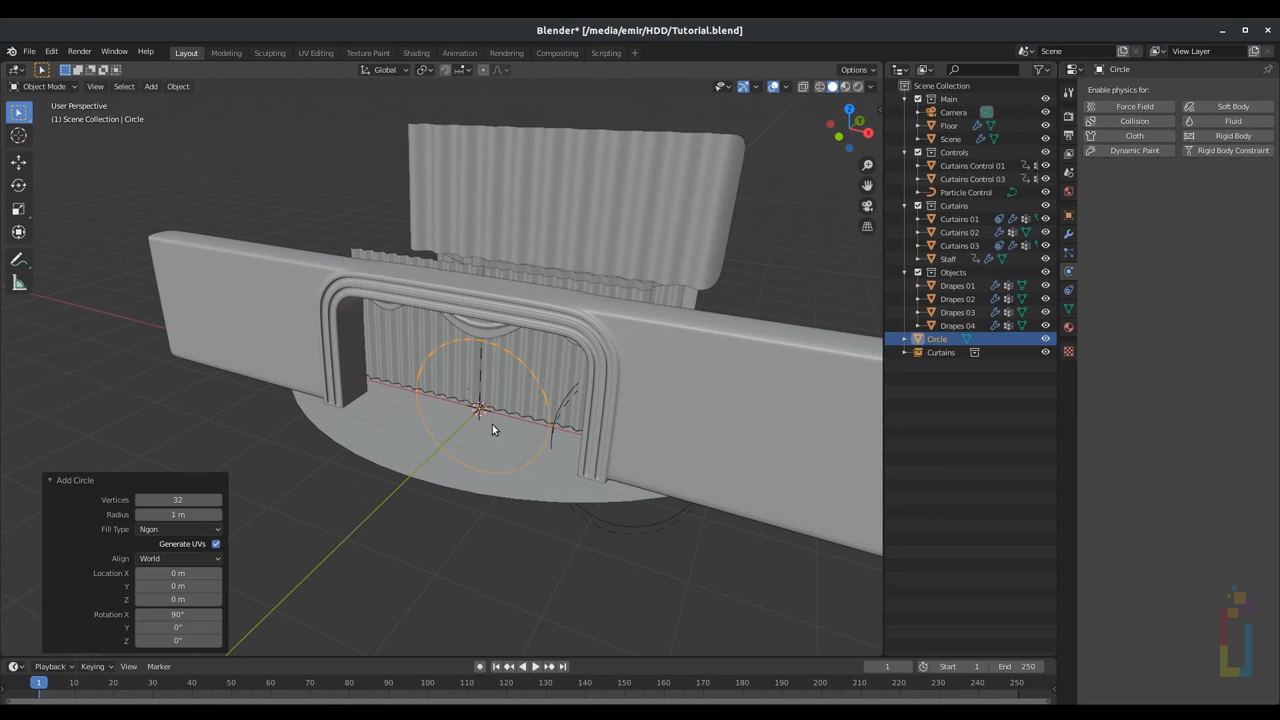 Blender* [/media/emir/HDD/Tutorial.blend]
File Edit Render Window Help
Layout Modeling Sculpting UV Editing Texture Paint Shading Animation Rendering Compositing Scripting +
Scene View Layer
Global Options
Object Mode View Select Add Object
User Perspective
(1) Scene Collection | Circle
Z
Y
X
Add Circle
Vertices 32
Radius 1 m
Fill Type Ngon
Generate UVs
Align World
Location X 0 m
Y 0 m
Z 0 m
Rotation X 90°
Y 0°
Z 0°
Scene Collection
Main
Camera
Floor
Scene
Controls
Curtains Control 01
Curtains Control 03
Particle Control
Curtains
Curtains 01
Curtains 02
Curtains 03
Staff
Objects
Drapes 01
Drapes 02
Drapes 03
Drapes 04
Circle
Curtains
Circle
Enable physics for:
Force Field Soft Body
Collision Fluid
Cloth Rigid Body
Dynamic Paint Rigid Body Constraint
Playback Keying View Marker
1 Start 1 End 250
1 10 20 30 40 50 60 70 80 90 100 110 120 130 140 150 160 170 180 190 200 210 220 230 240 250